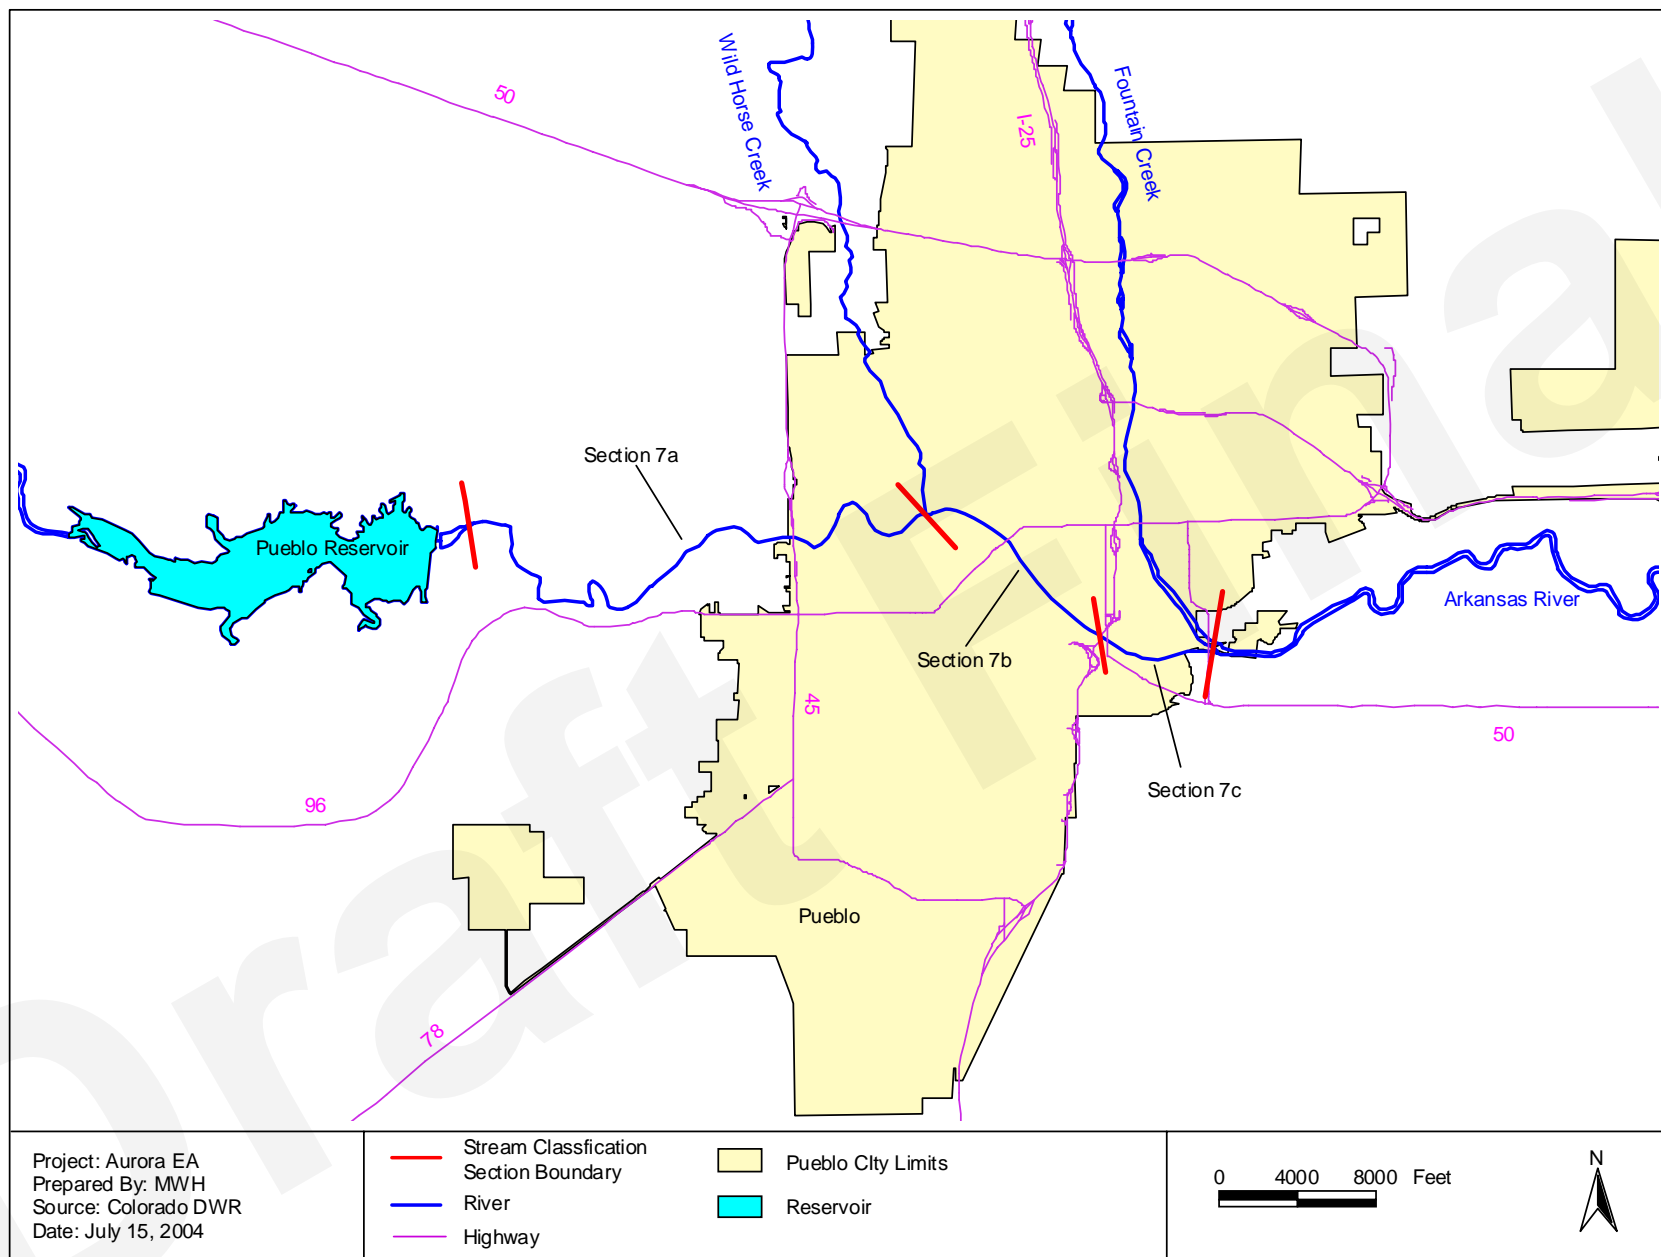 50
Wild Horse Creek
I-25
Fountain Creek
Section 7a
Pueblo Reservoir
Arkansas River
Section 7b
45
50
Section 7c
96
Pueblo
78
Draft Final
Project: Aurora EA
Prepared By: MWH
Source: Colorado DWR
Date: July 15, 2004
Stream Classfication
Section Boundary
River
Highway
Pueblo CIty Limits
Reservoir
0 4000 8000 Feet
N